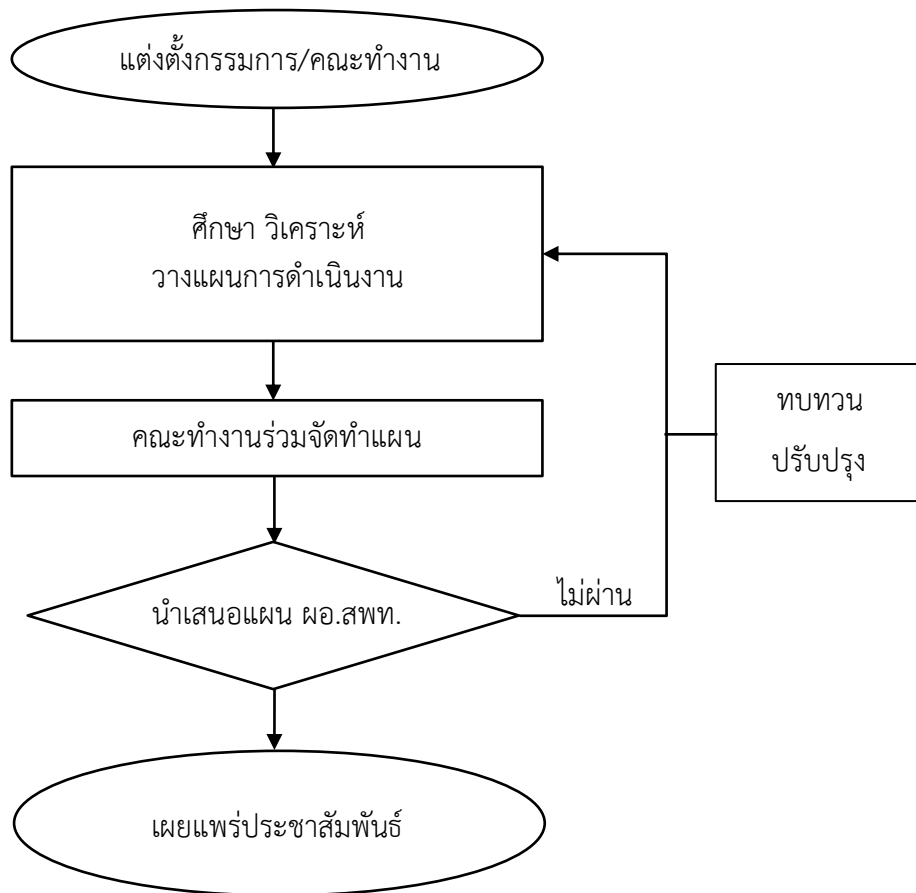 แต่งตั้งกรรมการ/คณะทำงาน
ศึกษา วิเคราะห์
วางแผนการดำเนินงาน
คณะทำงานร่วมจัดทำแผน
ทบทวน
ปรับปรุง
นำเสนอแผน ผอ.สพท.
ไม่ผ่าน
เผยแพร่ประชาสัมพันธ์